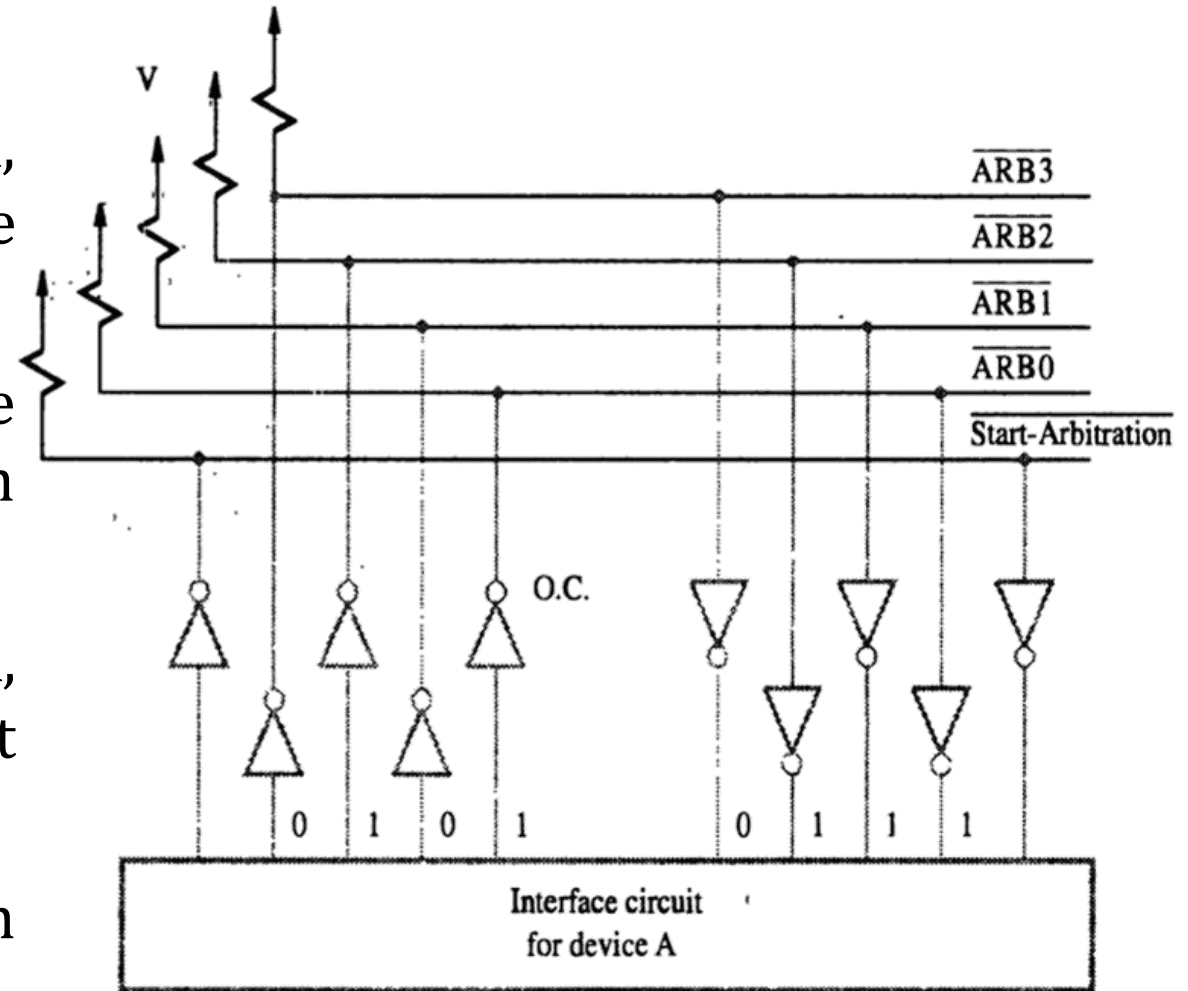 V
,
e
e
n
,
t
n
ARB3
ARB2
ARB1
ARB0
Start-Arbitration
O.C.
0 1 0 1 0 1 1 1
Interface circuit
for device A